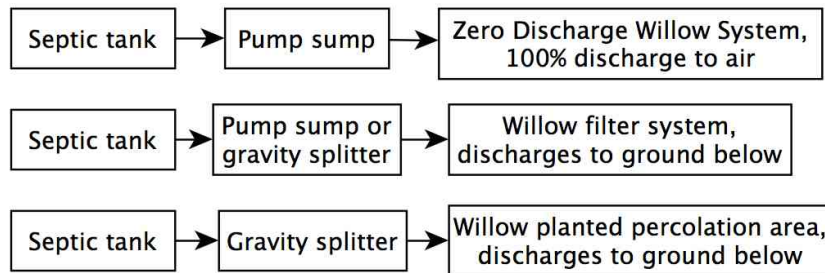 Septic tank
Pump sump
Zero Discharge Willow System,
100% discharge to air
Septic tank
Pump sump or
gravity splitter
Willow filter system,
discharges to ground below
Septic tank
Gravity splitter
Willow planted percolation area,
discharges to ground below